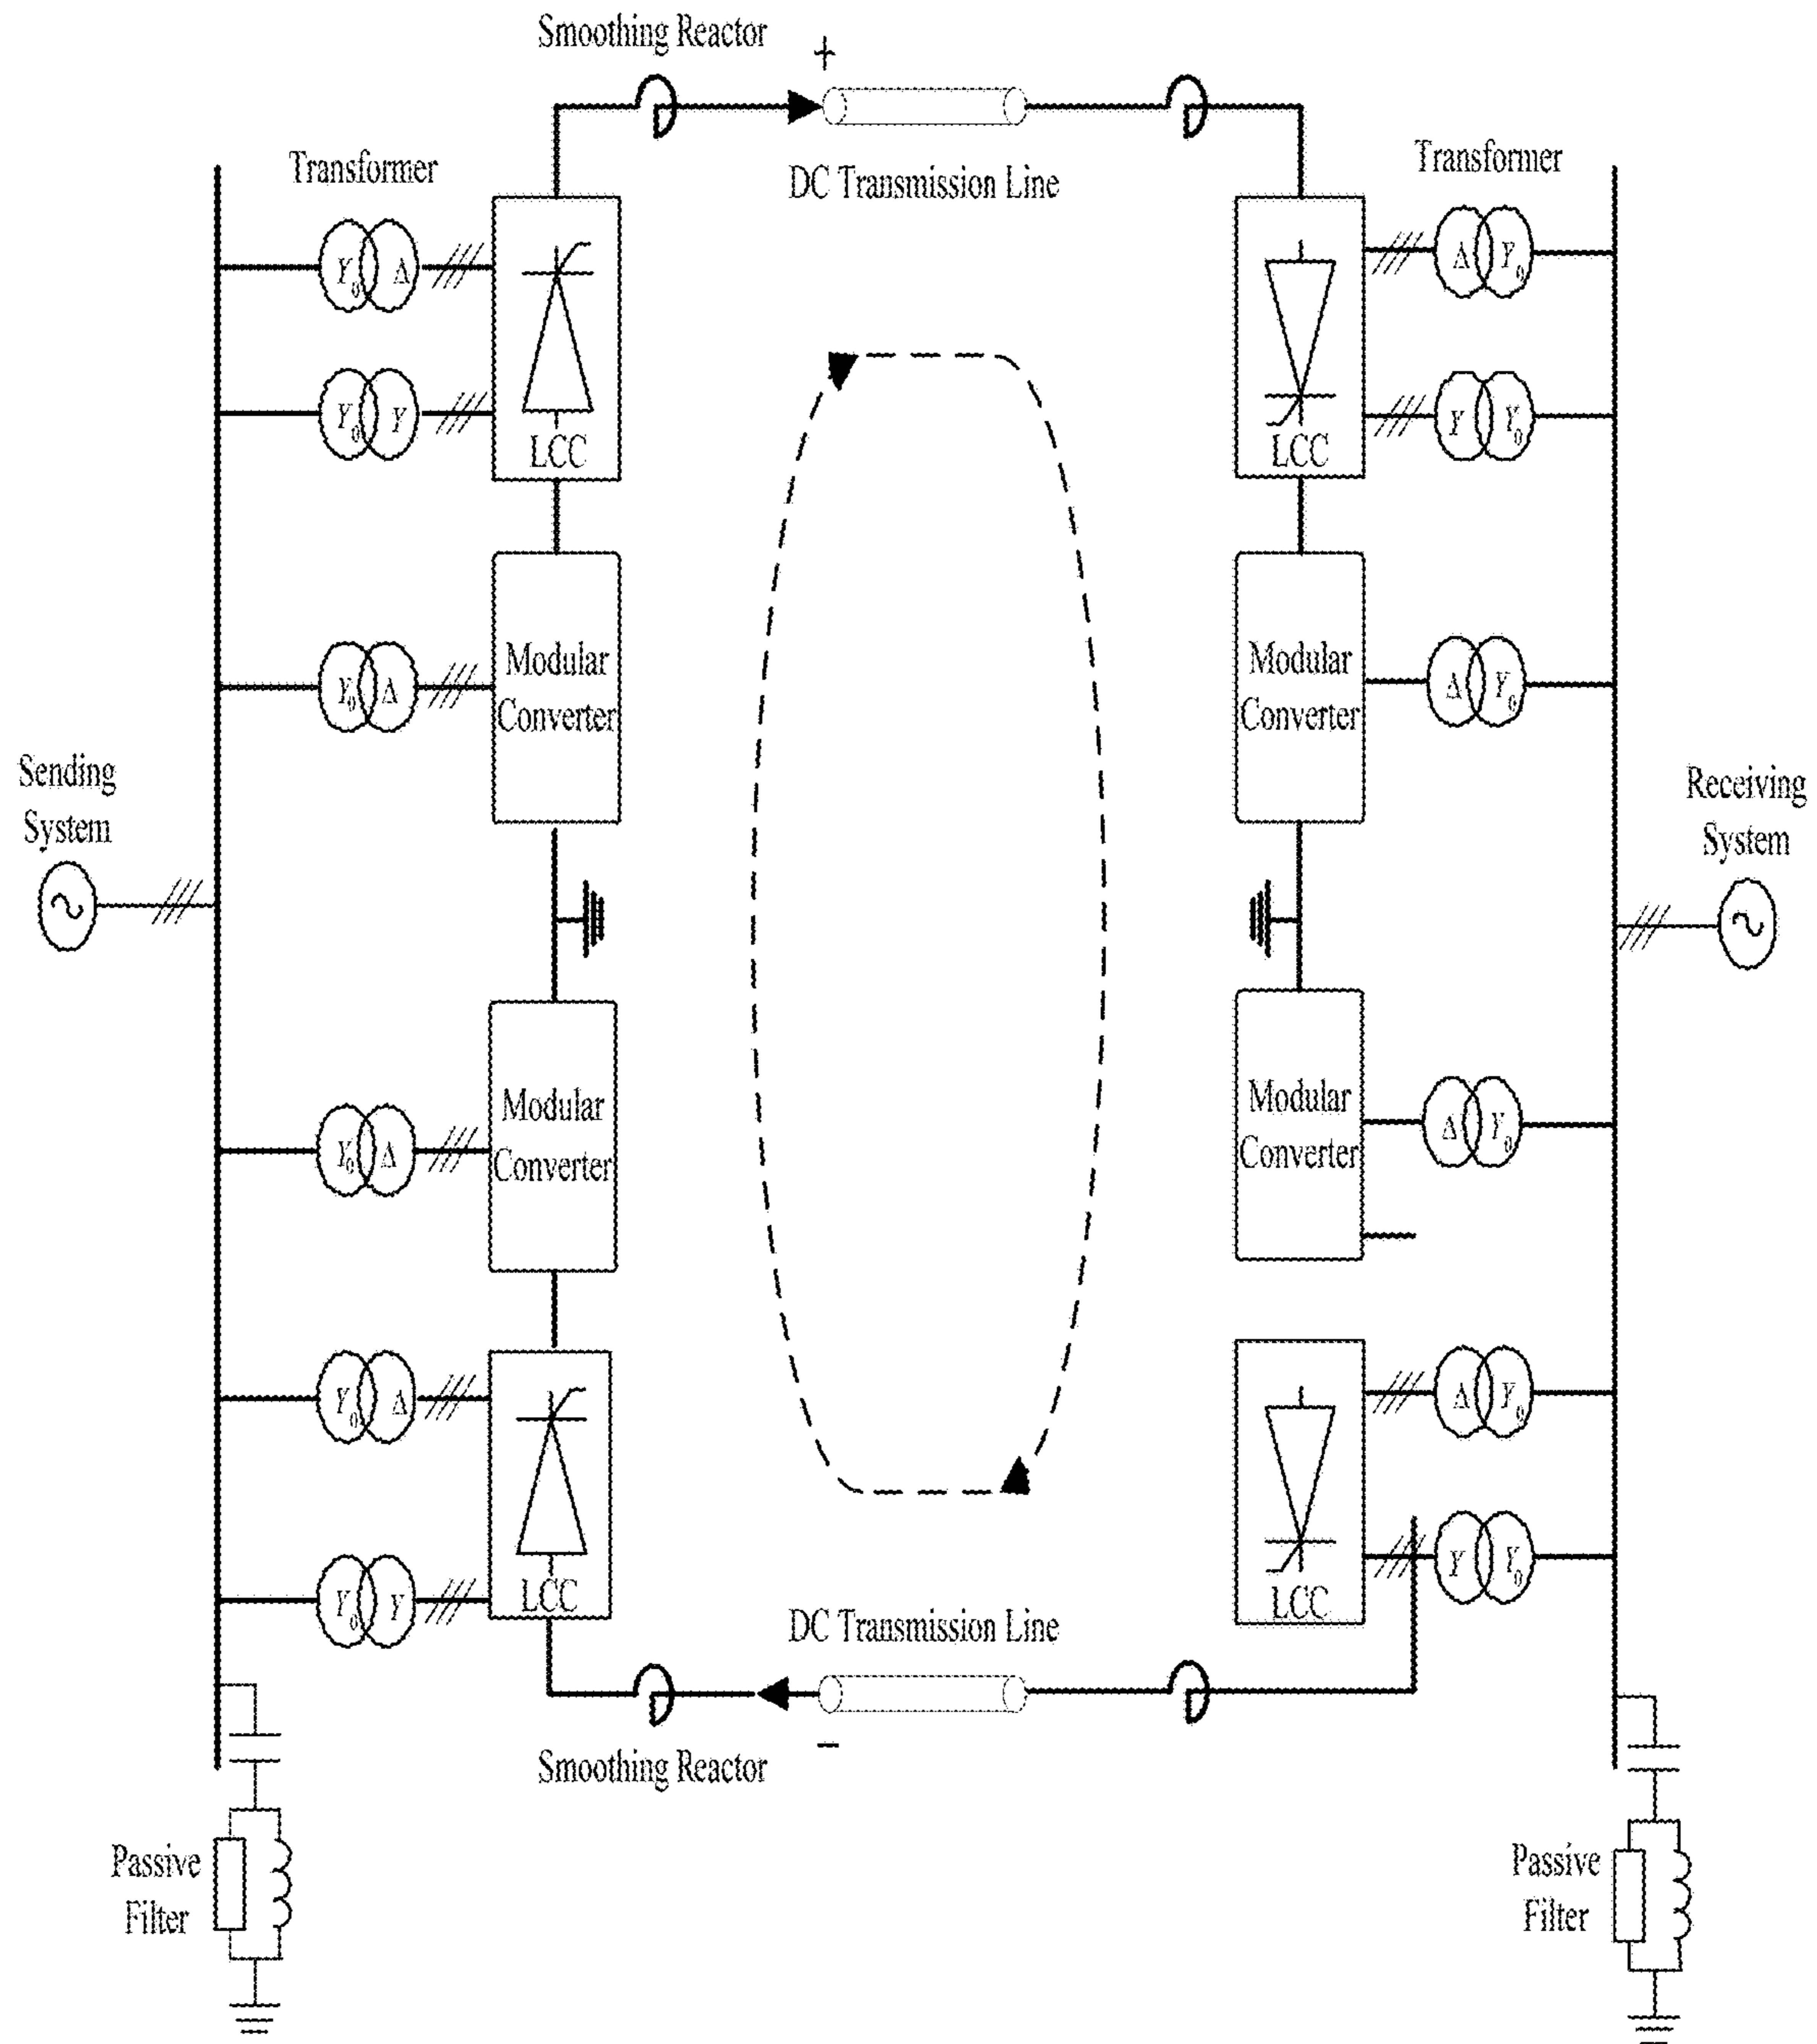 Smoothing Reactor
+
Transformer
DC Transmission Line
Transformer
Y0 Δ
Δ Y0
Y0 Y
LCC
Y Y0
LCC
Y0 Δ
Modular
Converter
Modular
Converter
Δ Y0
Sending
System
Receiving
System
Y0 Δ
Modular
Converter
Modular
Converter
Δ Y0
Y0 Δ
Δ Y0
Y0 Y
LCC
Y Y0
LCC
DC Transmission Line
−
Smoothing Reactor
Passive
Filter
Passive
Filter